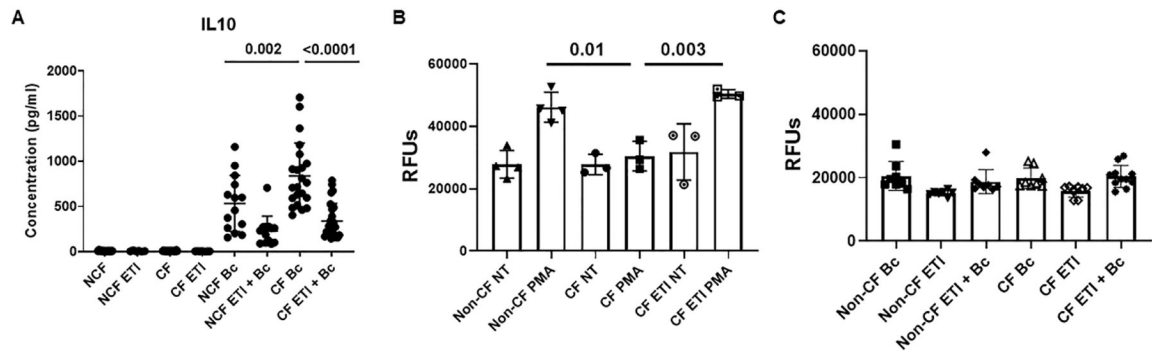 A
IL10
0.002
<0.0001
Concentration (pg/ml)
2000
1600
1000
500
0
NCF
NCF ETI
CF
CF ETI
NCF Bc
NCF ETI + Bc
CF Bc
CF ETI + Bc
B
0.01
0.003
RFUs
60000
40000
20000
0
Non-CF NT
Non-CF PMA
CF NT
CF PMA
CF ETI NT
CF ETI PMA
C
RFUs
60000
40000
20000
0
Non-CF Bc
Non-CF ETI
Non-CF ETI + Bc
CF Bc
CF ETI
CF ETI + Bc